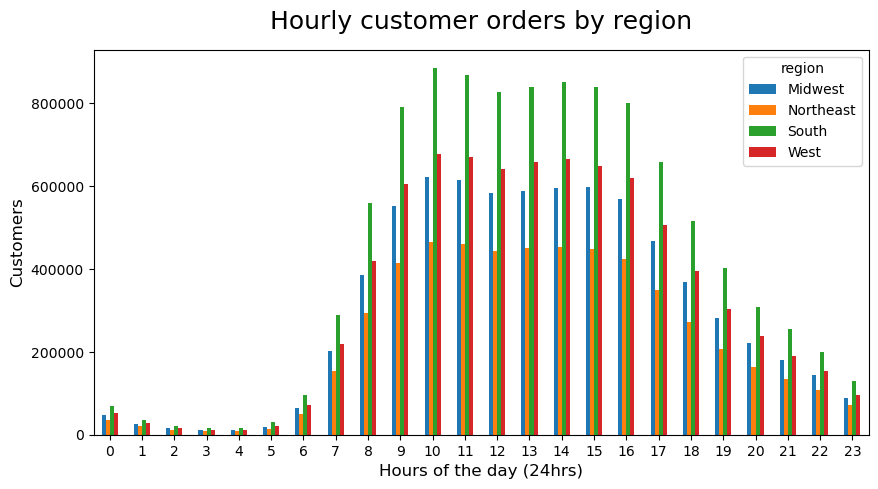 Hourly customer orders by region
region
Midwest
Northeast
South
West
Customers
800000
600000
400000
200000
0
0 1 2 3 4 5 6 7 8 9 10 11 12 13 14 15 16 17 18 19 20 21 22 23
Hours of the day (24hrs)